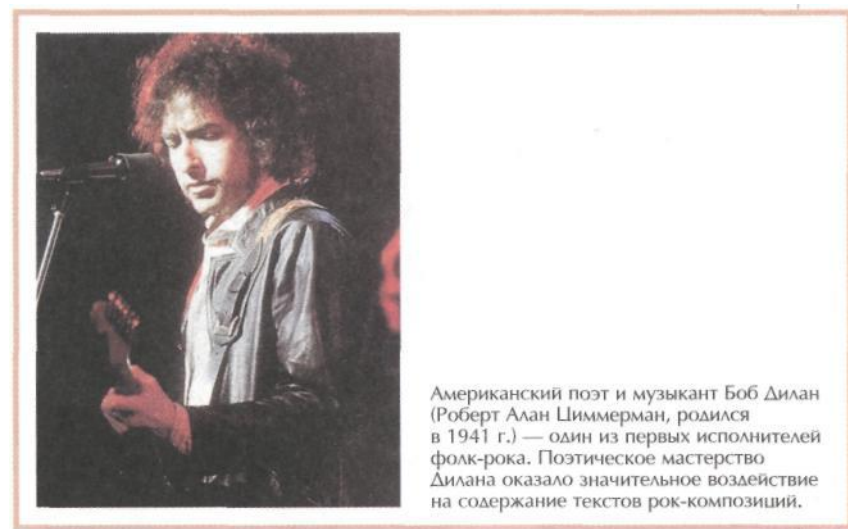 Американский поэт и музыкант Боб Дилан
(Роберт Алан Циммерман, родился
в 1941 г.) — один из первых исполнителей
фолк-рока. Поэтическое мастерство
Дилана оказало значительное воздействие
на содержание текстов рок-композиций.